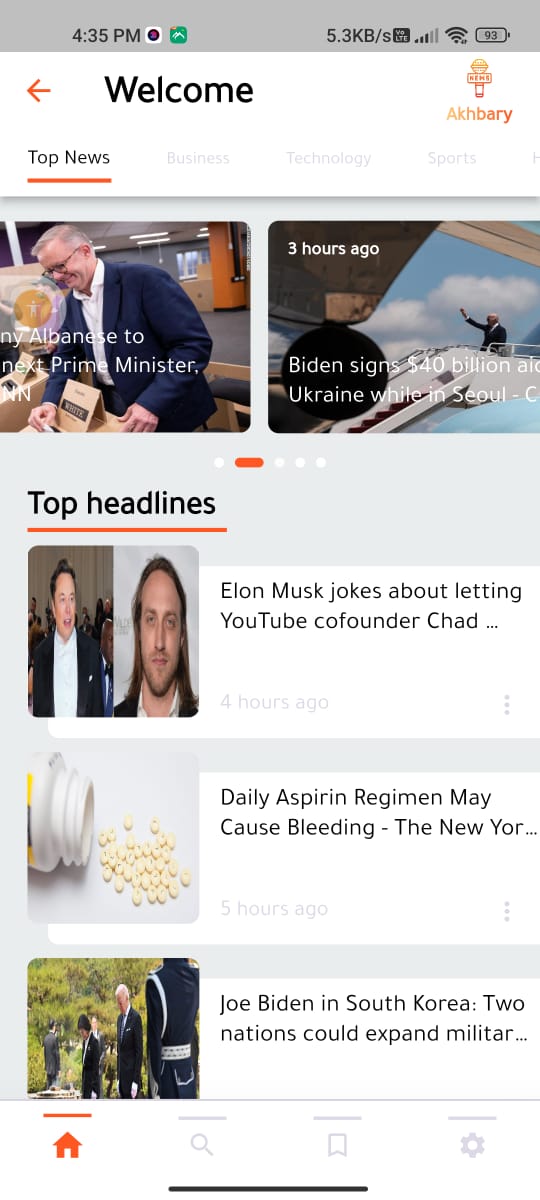 4:35 PM 5.3KB/s Vo LTE 93
Welcome
NEWS
Akhbary
Top News Business Technology Sports H
3 hours ago
ny Albanese to
next Prime Minister,
NN
WHITE
Biden signs $40 billion aid
Ukraine while in Seoul - C
Top headlines
Elon Musk jokes about letting
YouTube cofounder Chad ...
4 hours ago
Daily Aspirin Regimen May
Cause Bleeding - The New Yor...
5 hours ago
Joe Biden in South Korea: Two
nations could expand militar...